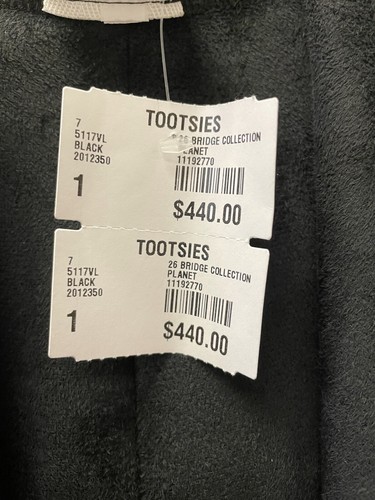 TOOTSIES
7
5117VL
BLACK
2012350
26 BRIDGE COLLECTION
PLANET
11192770
1
$440.00
TOOTSIES
7
5117VL
BLACK
2012350
26 BRIDGE COLLECTION
PLANET
11192770
1
$440.00